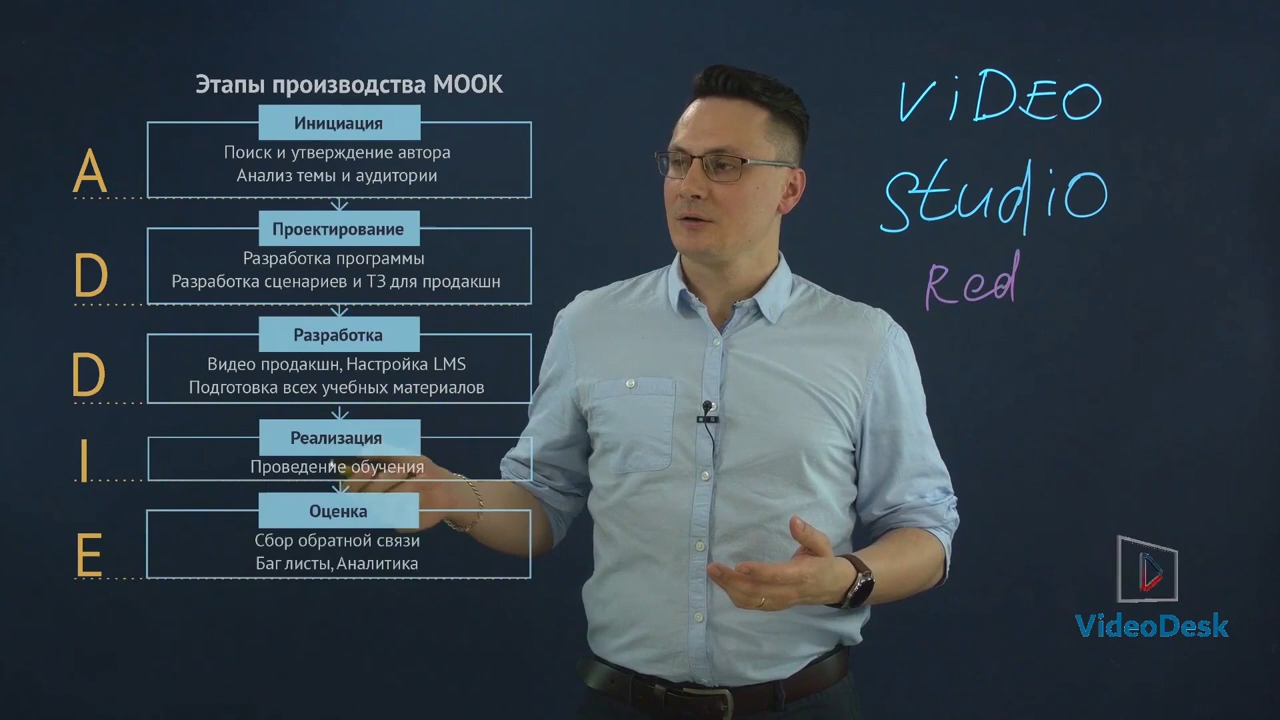 Этапы производства МООК
A
Инициация
Поиск и утверждение автора
Анализ темы и аудитории
D
Проектирование
Разработка программы
Разработка сценариев и ТЗ для продакшн
D
Разработка
Видео продакшн, Настройка LMS
Подготовка всех учебных материалов
I
Реализация
Проведение обучения
E
Оценка
Сбор обратной связи
Баг листы, Аналитика
ViDEO
StudiO
Red
VideoDesk